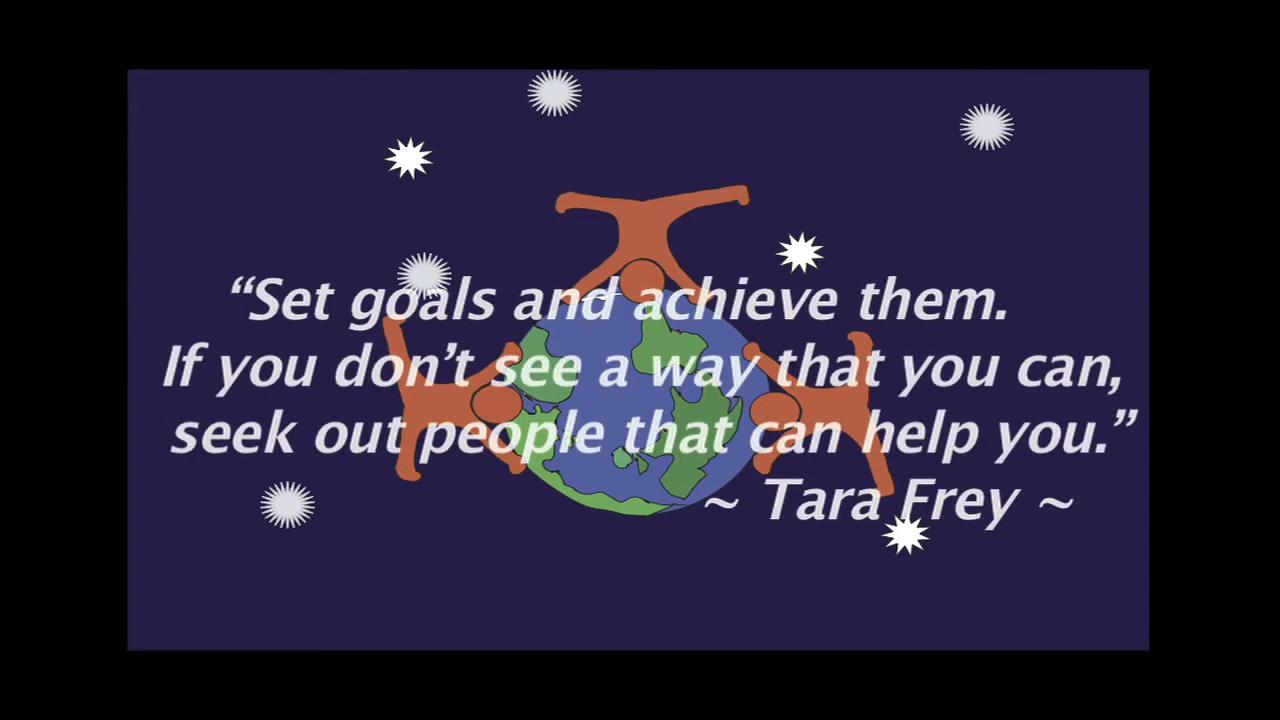 “Set goals and achieve them.
If you don’t see a way that you can,
seek out people that can help you.”
~ Tara Frey ~